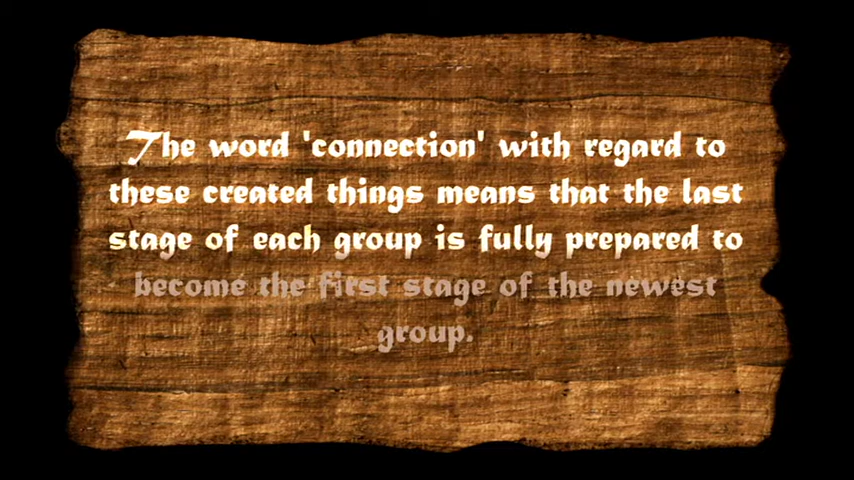 The word 'connection' with regard to
these created things means that the last
stage of each group is fully prepared to
become the first stage of the newest
group.